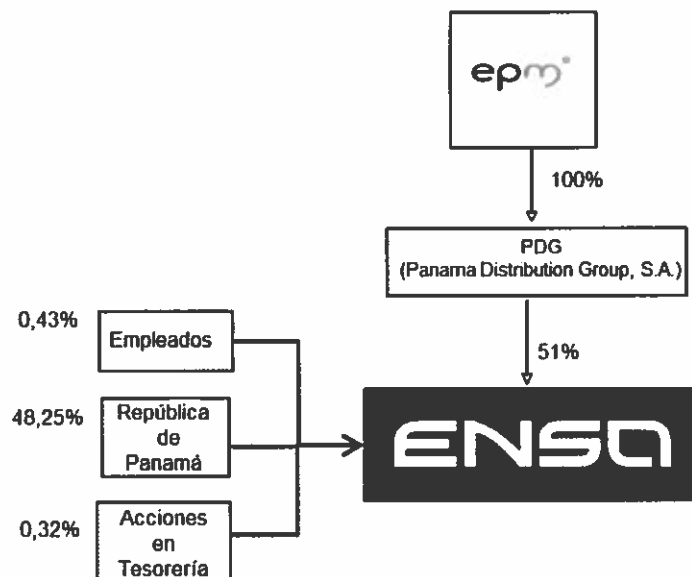 epm
100%
PDG
(Panama Distribution Group, S.A.)
51%
0,43%
Empleados
48,25%
República
de
Panamá
0,32%
Acciones
en
Tesorería
ENSA